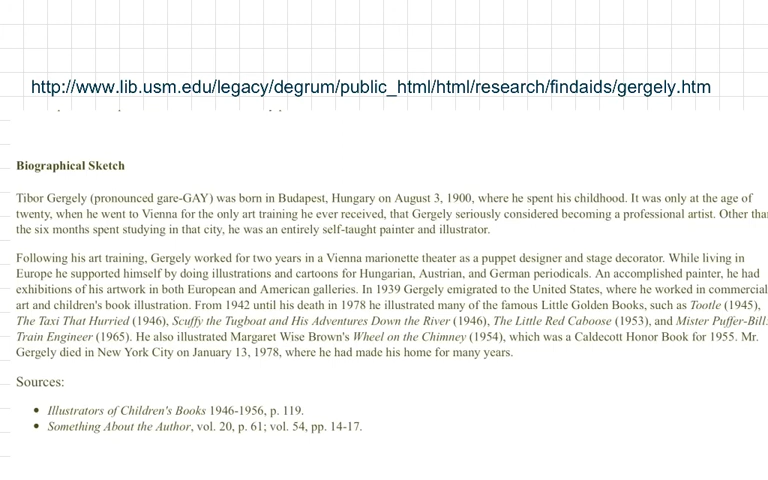 http://www.lib.usm.edu/legacy/degrum/public_html/html/research/findaids/gergely.htm
Biographical Sketch
Tibor Gergely (pronounced gare-GAY) was born in Budapest, Hungary on August 3, 1900, where he spent his childhood. It was only at the age of
twenty, when he went to Vienna for the only art training he ever received, that Gergely seriously considered becoming a professional artist. Other than
the six months spent studying in that city, he was an entirely self-taught painter and illustrator.
Following his art training, Gergely worked for two years in a Vienna marionette theater as a puppet designer and stage decorator. While living in
Europe he supported himself by doing illustrations and cartoons for Hungarian, Austrian, and German periodicals. An accomplished painter, he had
exhibitions of his artwork in both European and American galleries. In 1939 Gergely emigrated to the United States, where he worked in commercial
art and children's book illustration. From 1942 until his death in 1978 he illustrated many of the famous Little Golden Books, such as Tootle (1945),
The Taxi That Hurried (1946), Scuffy the Tugboat and His Adventures Down the River (1946), The Little Red Caboose (1953), and Mister Puffer-Bill:
Train Engineer (1965). He also illustrated Margaret Wise Brown's Wheel on the Chimney (1954), which was a Caldecott Honor Book for 1955. Mr.
Gergely died in New York City on January 13, 1978, where he had made his home for many years.
Sources:
Illustrators of Children's Books 1946-1956, p. 119.
Something About the Author, vol. 20, p. 61; vol. 54, pp. 14-17.